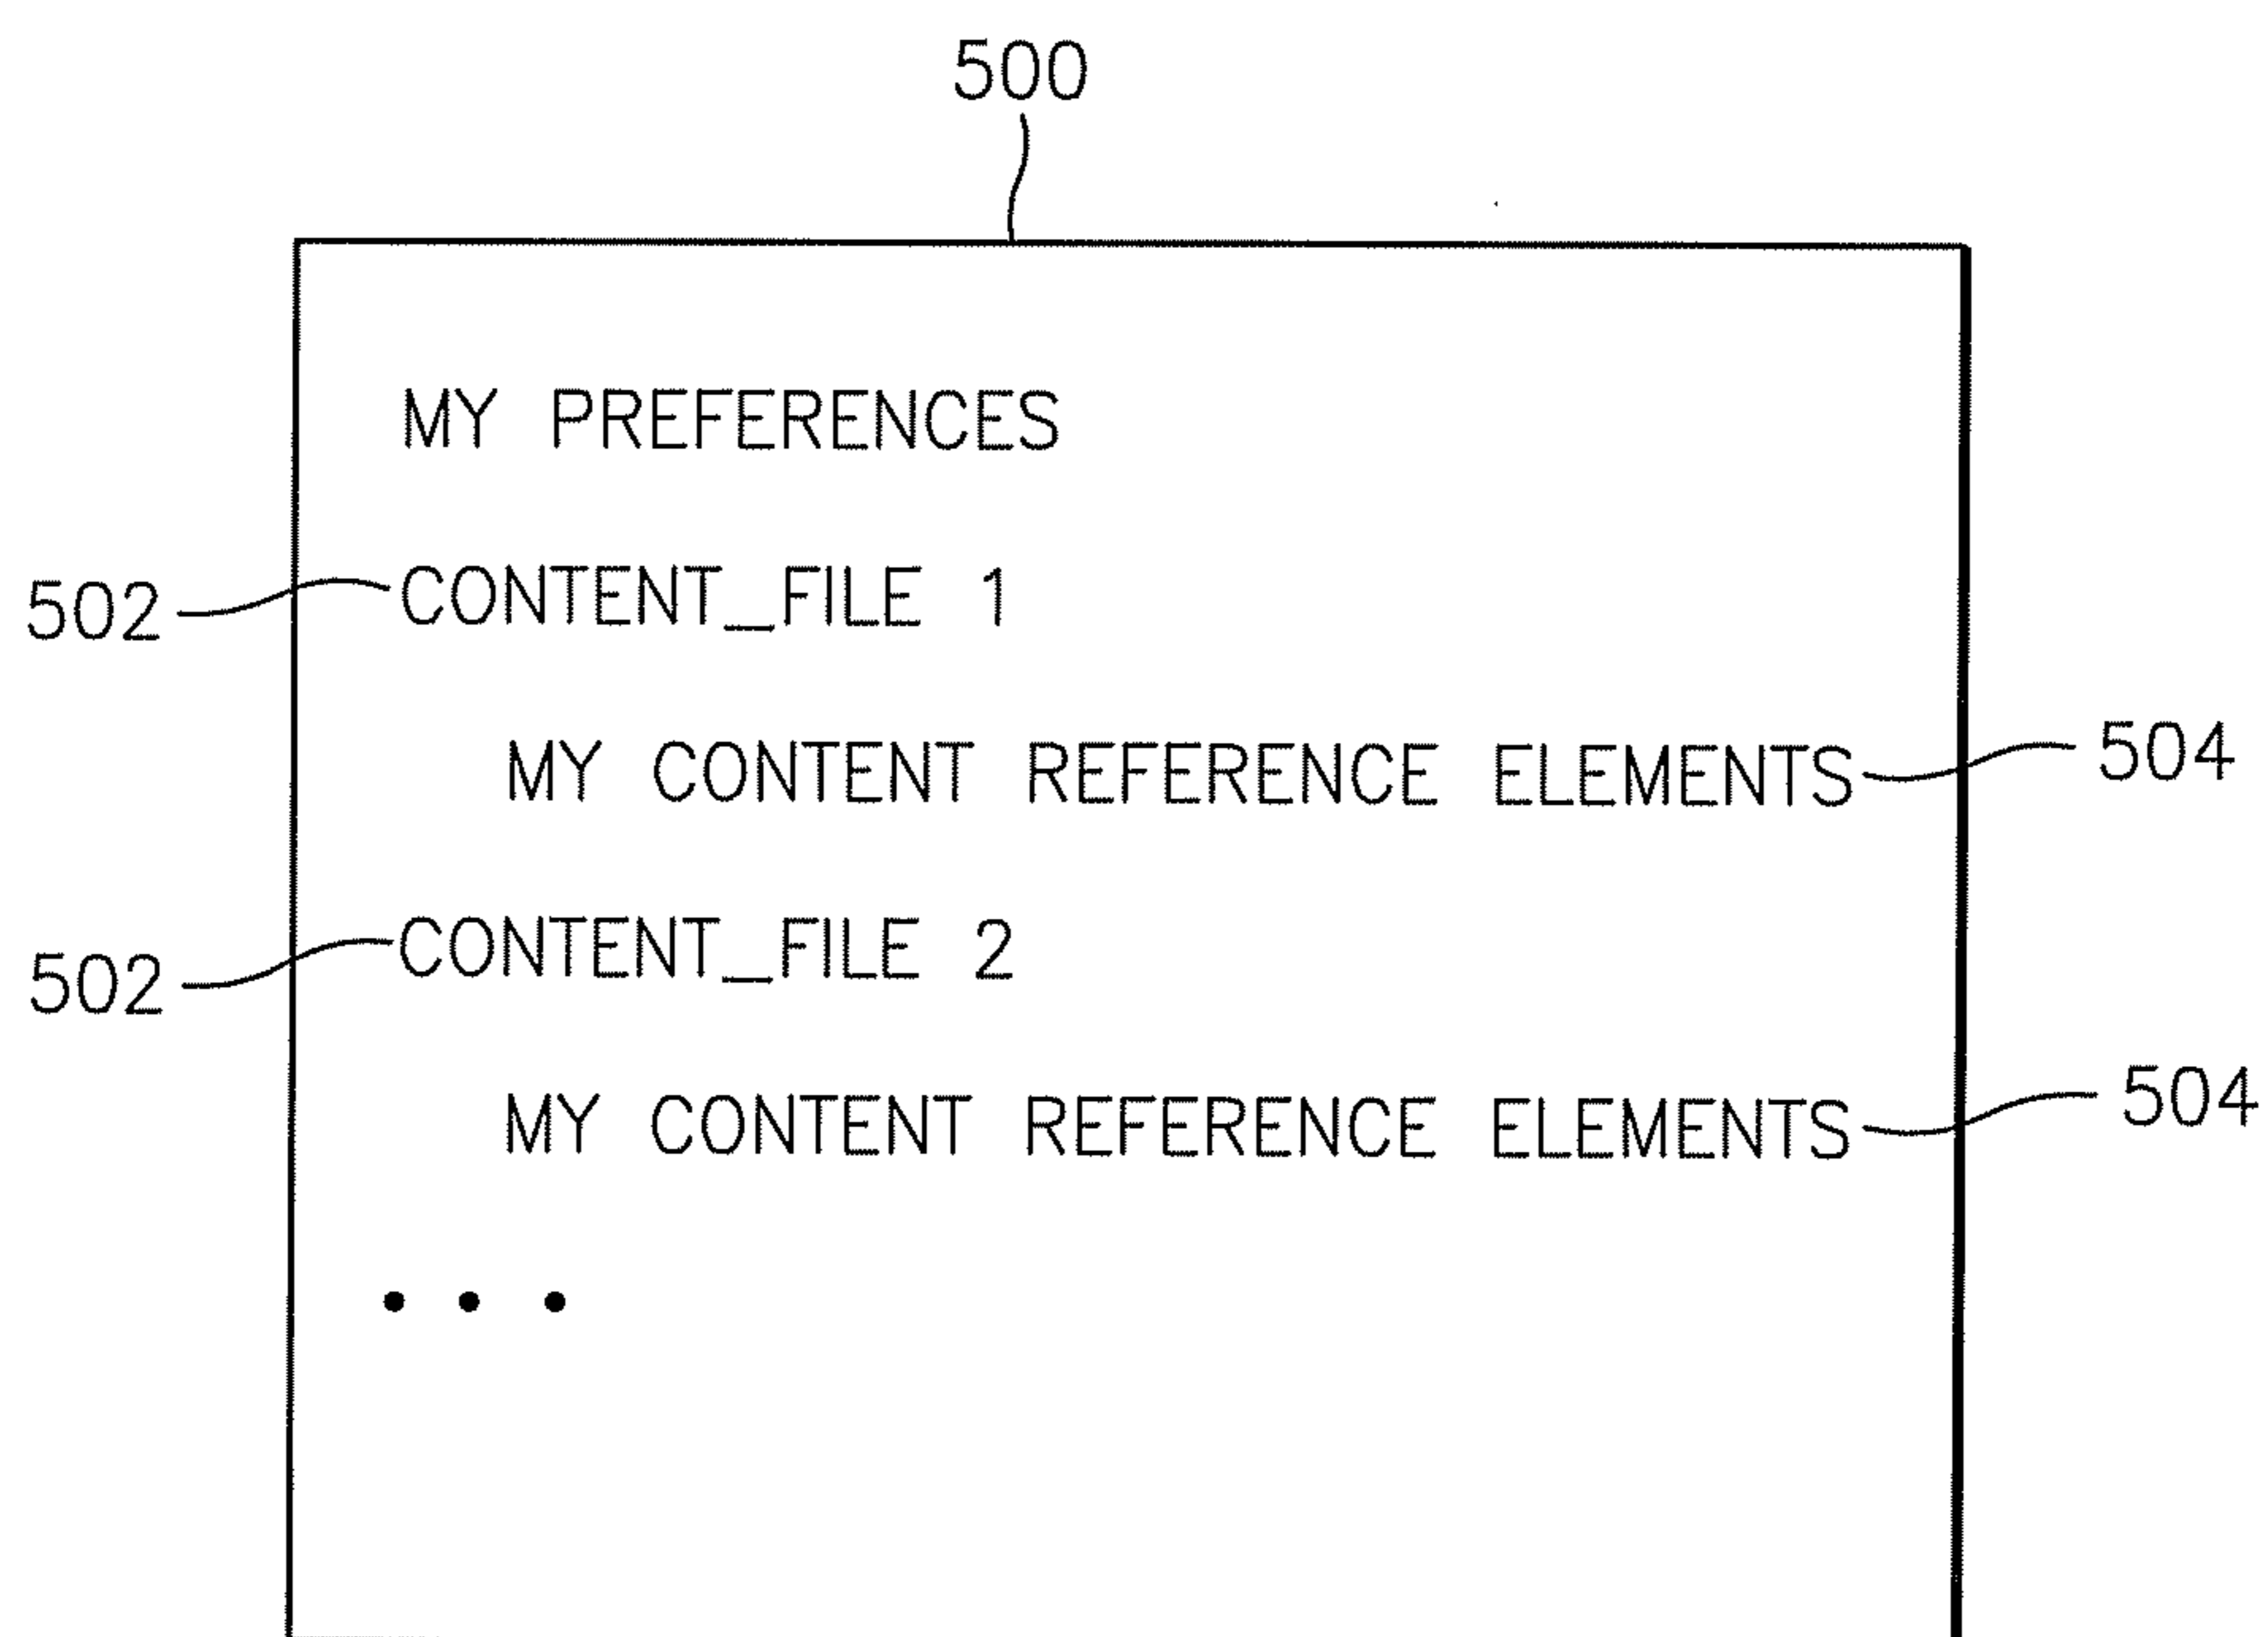 500
MY PREFERENCES
502 CONTENT_FILE 1
MY CONTENT REFERENCE ELEMENTS 504
502 CONTENT_FILE 2
MY CONTENT REFERENCE ELEMENTS 504
• • •